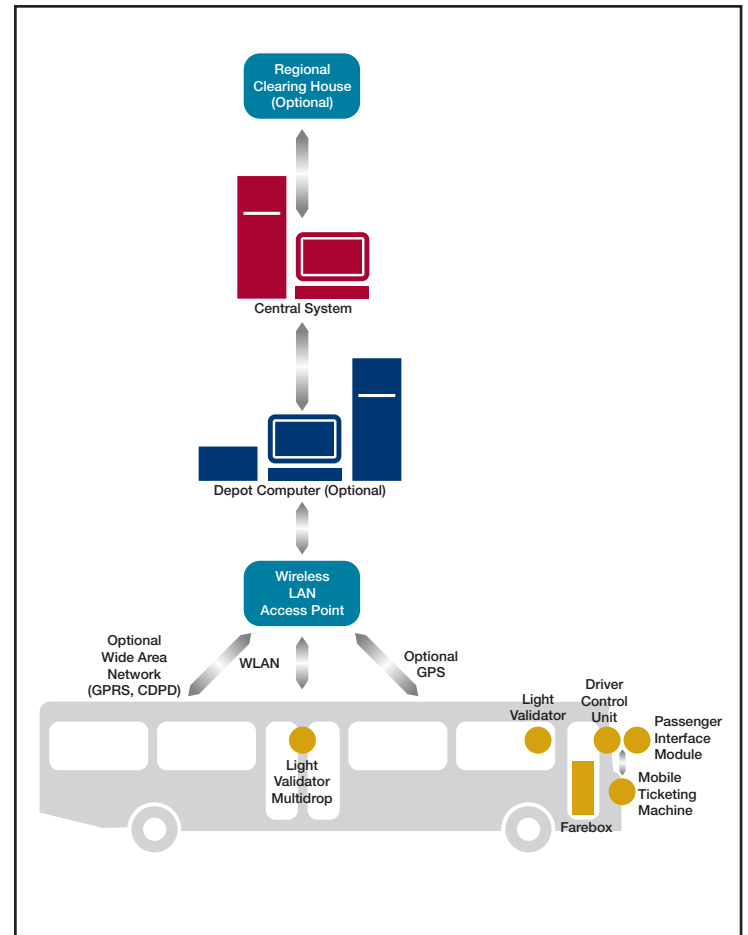 Regional
Clearing House
(Optional)
Central System
Depot Computer (Optional)
Wireless
LAN
Access Point
Optional
Wide Area
Network
(GPRS, CDPD)
WLAN
Optional
GPS
Light
Validator
Multidrop
Light
Validator
Driver
Control
Unit
Passenger
Interface
Module
Mobile
Ticketing
Machine
Farebox